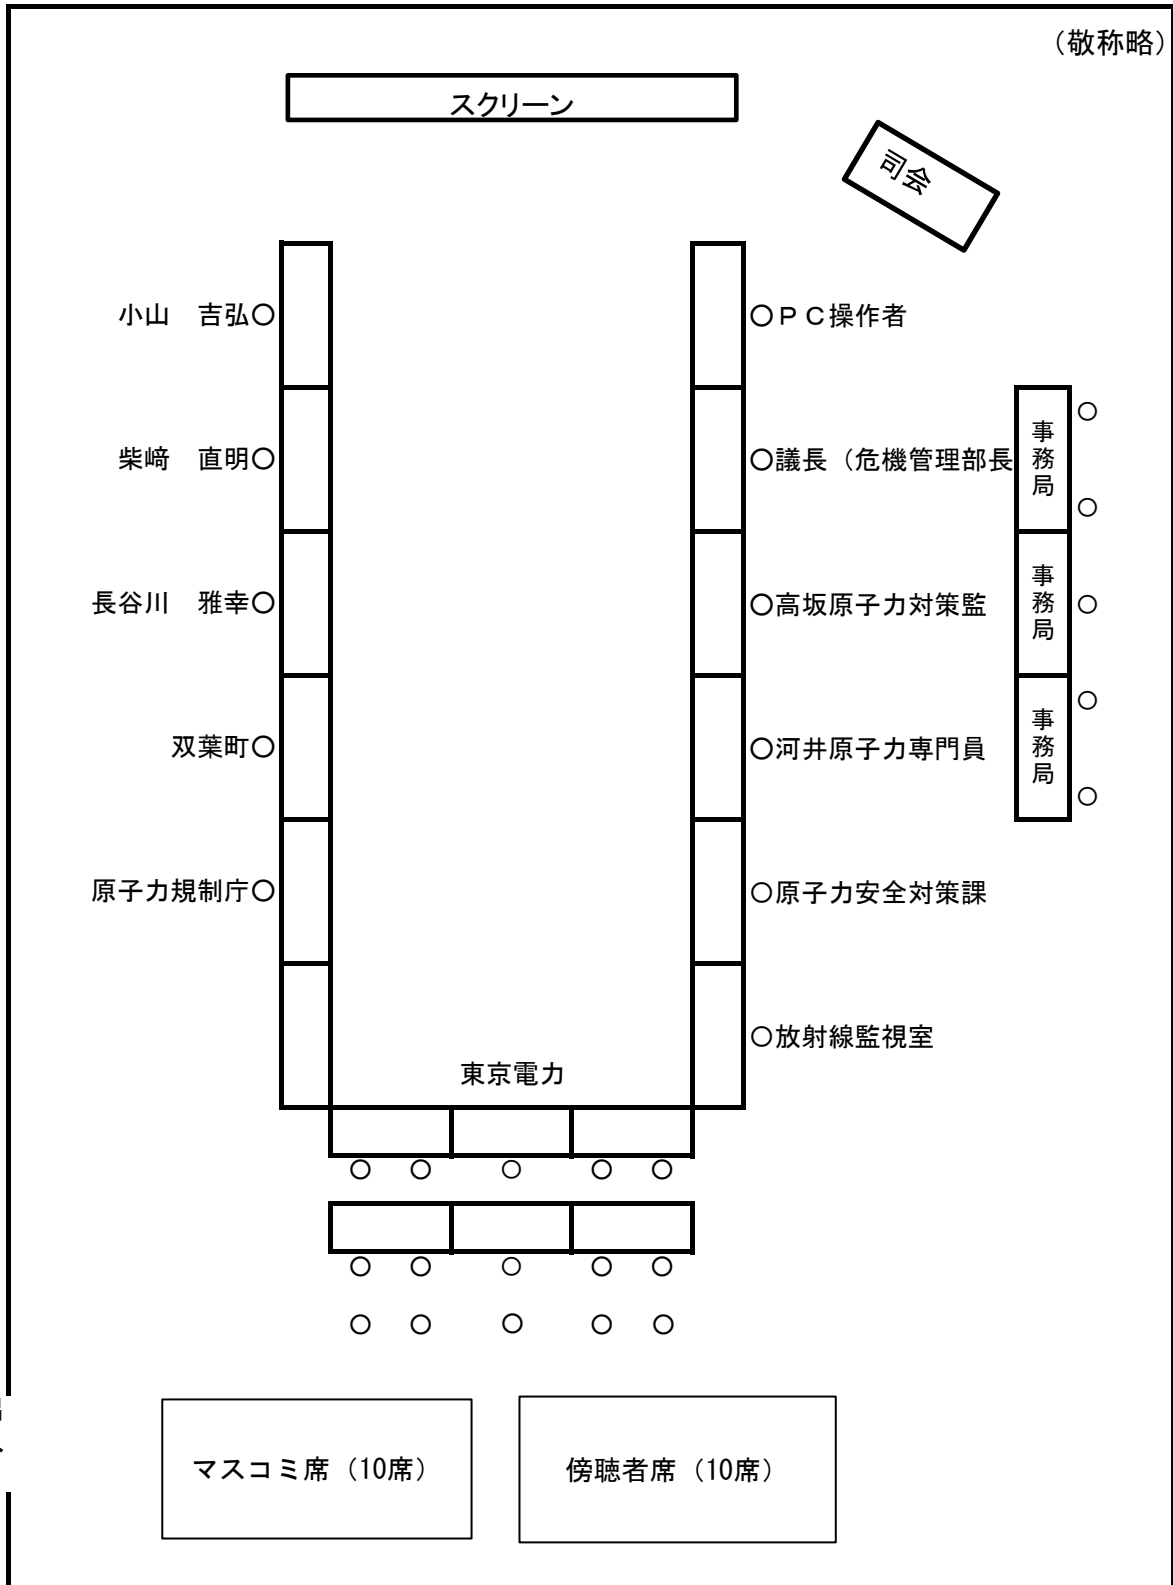 （敬称略）
スクリーン
司会
小山　吉弘○
○ＰＣ操作者
柴﨑　直明○
○議長（危機管理部長
事務局
長谷川　雅幸○
○高坂原子力対策監
事務局
双葉町○
○河井原子力専門員
事務局
原子力規制庁○
○原子力安全対策課
○放射線監視室
東京電力
マスコミ席（10席）
傍聴者席（10席）